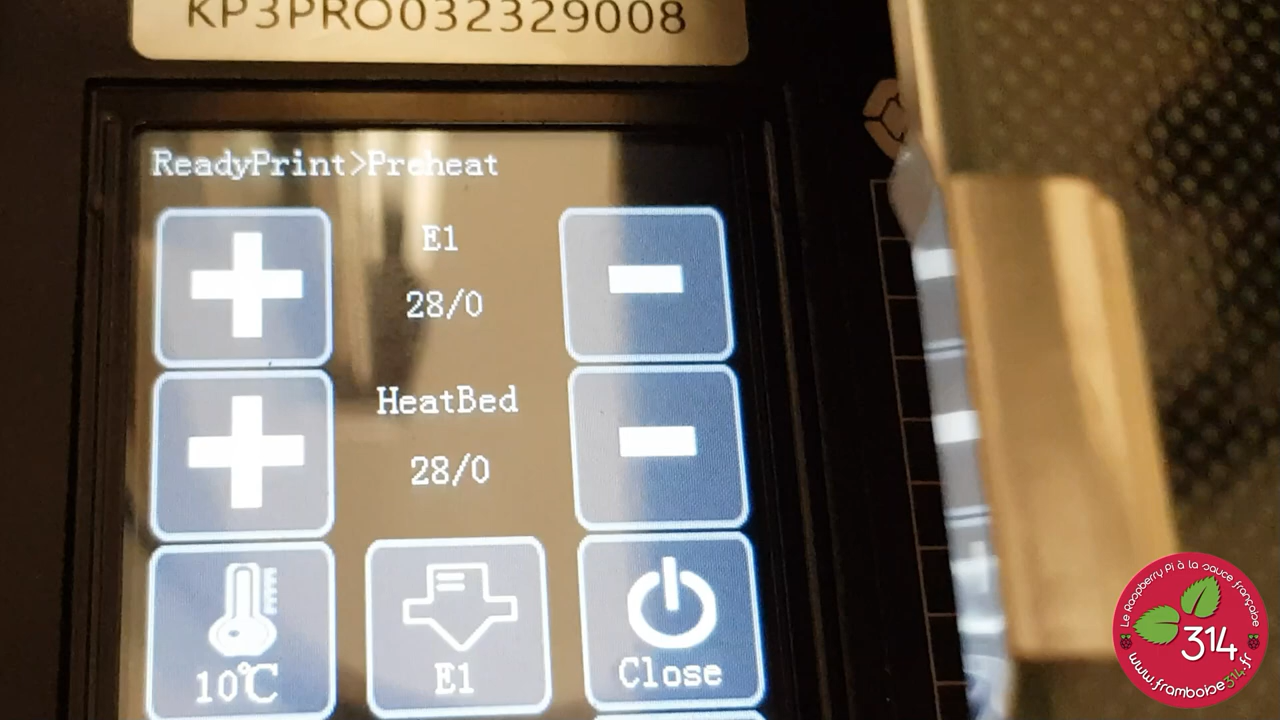 KP3PRO032329008
ReadyPrint>Preheat
E1
28/0
HeatBed
28/0
10℃
E1
Close
Le Raspberry Pi à la sauce française
314
www.framboise314.fr